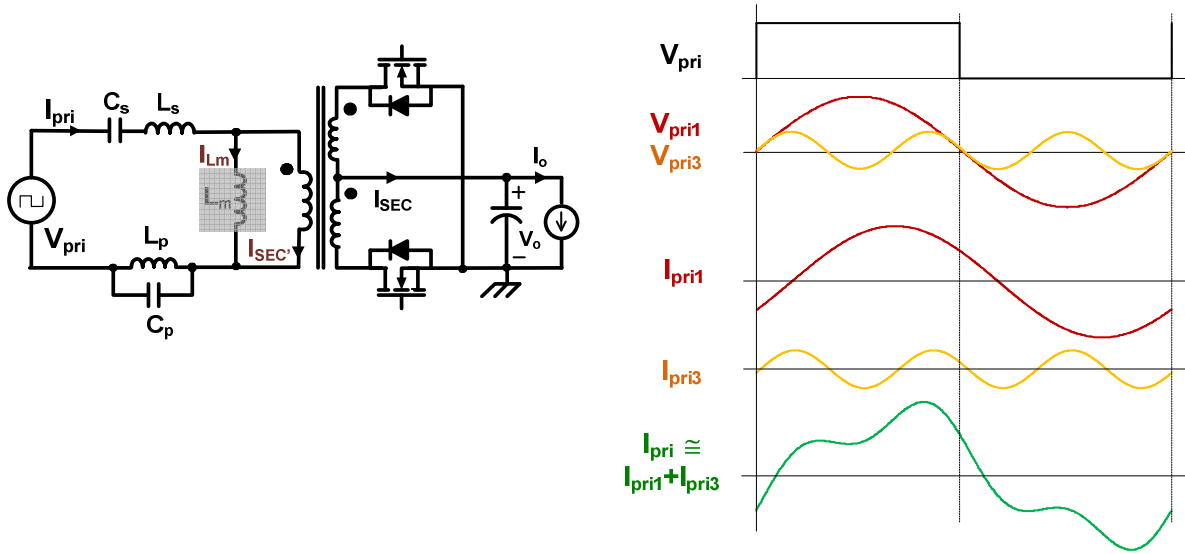 Cs
Ls
Ipri
ILm
Lm
Vpri
Lp
Cp
ISEC'
ISEC
Io
+
Vo
−
Vpri
Vpri1
Vpri3
Ipri1
Ipri3
Ipri ≅
Ipri1+Ipri3